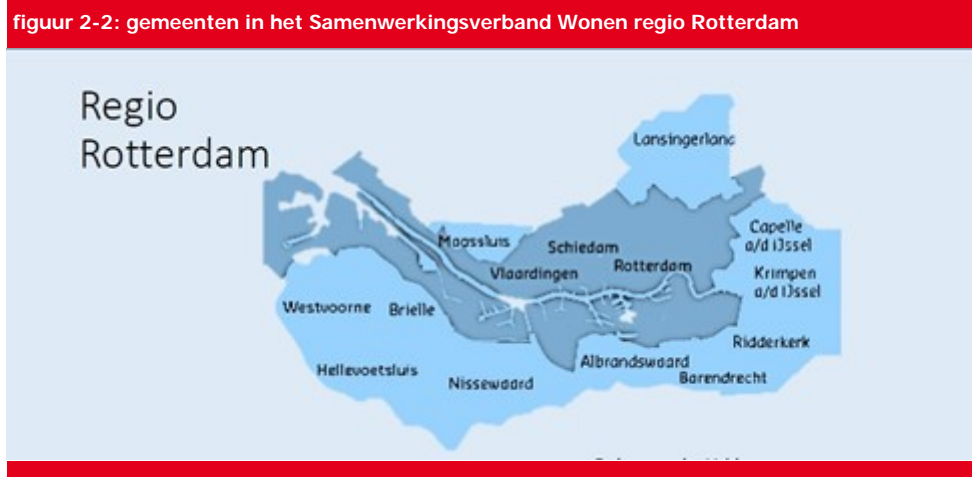 figuur 2-2: gemeenten in het Samenwerkingsverband Wonen regio Rotterdam
Regio
Rotterdam
Lansingerland
Maassluis
Schiedam
Capelle
a/d IJssel
Vlaardingen
Rotterdam
Krimpen
a/d IJssel
Westvoorne
Brielle
Ridderkerk
Hellevoetsluis
Nissewaard
Albrandswaard
Barendrecht